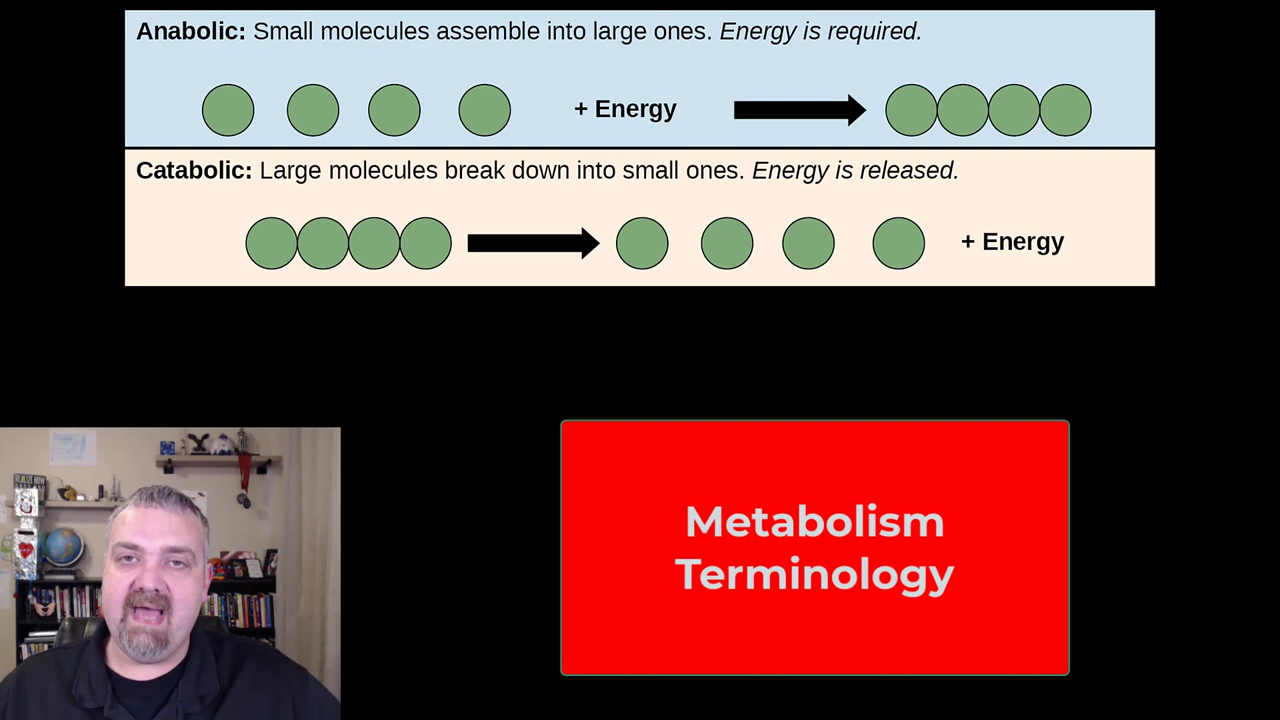 Anabolic: Small molecules assemble into large ones. Energy is required.
+ Energy
Catabolic: Large molecules break down into small ones. Energy is released.
+ Energy
Metabolism
Terminology